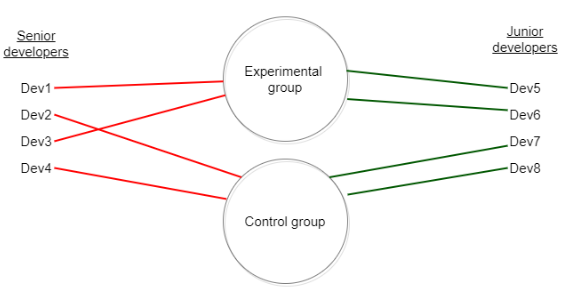 Senior
developers
Dev1
Dev2
Dev3
Dev4
Experimental
group
Control group
Junior
developers
Dev5
Dev6
Dev7
Dev8